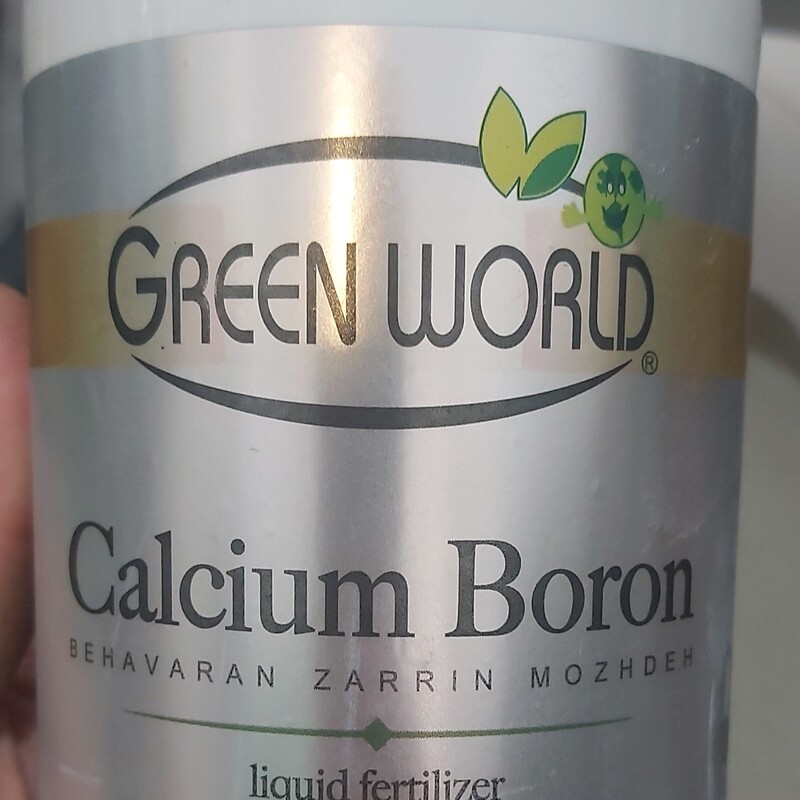 GREEN WORLD®
Calcium Boron
BEHAVARAN ZARRIN MOZHDEH
liquid fertilizer